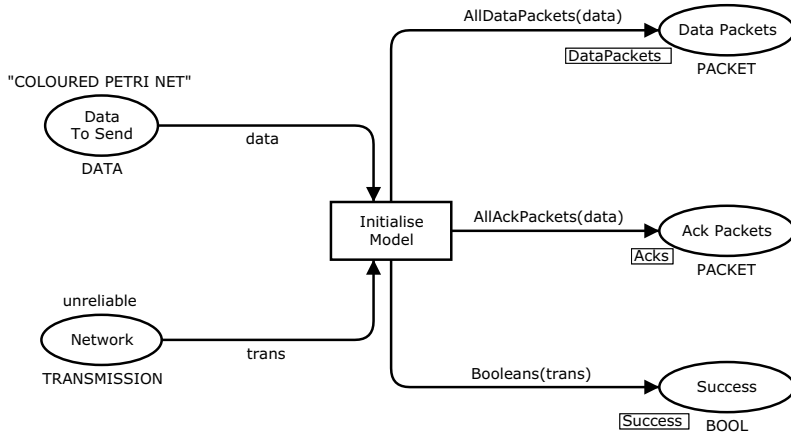 AllDataPackets(data)
Data Packets
DataPackets
PACKET
"COLOURED PETRI NET"
Data
To Send
data
DATA
Initialise
Model
AllAckPackets(data)
Ack Packets
Acks
PACKET
unreliable
Network
trans
TRANSMISSION
Booleans(trans)
Success
Success
BOOL